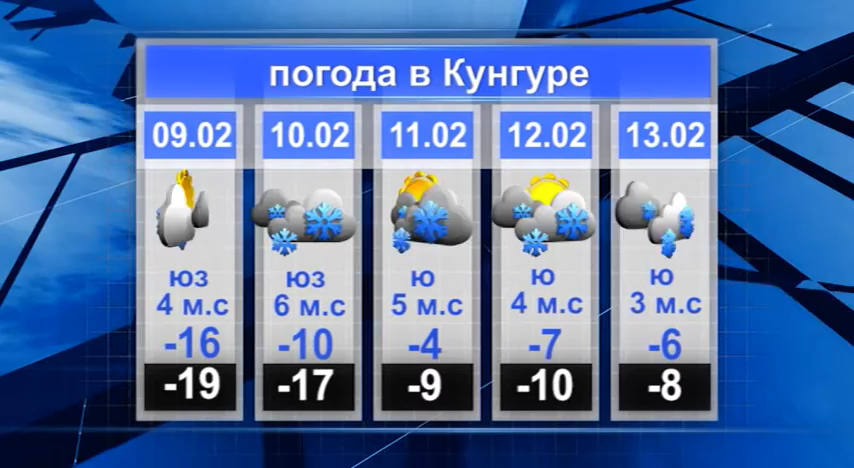 погода в Кунгуре
09.02
юз
4 м.с
-16
-19
10.02
юз
6 м.с
-10
-17
11.02
ю
5 м.с
-4
-9
12.02
ю
4 м.с
-7
-10
13.02
ю
3 м.с
-6
-8